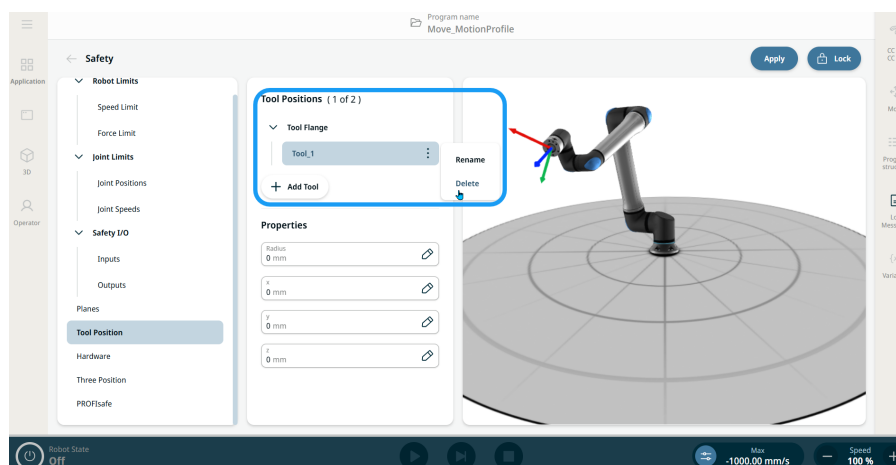 Program name
Move_MotionProfile
Safety
Apply
Lock
Application
3D
Operator
Robot Limits
Speed Limit
Force Limit
Joint Limits
Joint Positions
Joint Speeds
Safety I/O
Inputs
Outputs
Planes
Tool Position
Hardware
Three Position
PROFIsafe
Tool Positions ( 1 of 2 )
Tool Flange
Tool_1
Rename
Delete
Add Tool
Properties
Radius
0 mm
x
0 mm
y
0 mm
z
0 mm
Robot State
Off
Max
-1000.00 mm/s
Speed
100 %